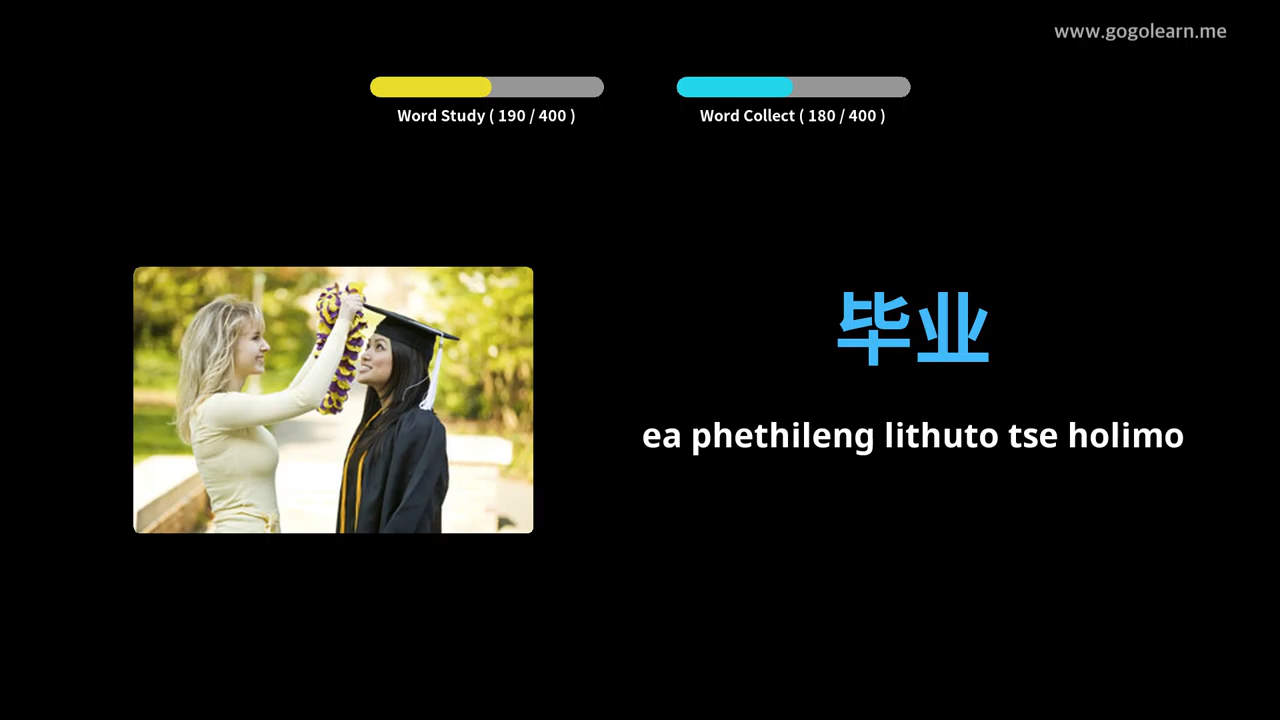 www.gogolearn.me
Word Study ( 190 / 400 )
Word Collect ( 180 / 400 )
毕业
ea phethileng lithuto tse holimo